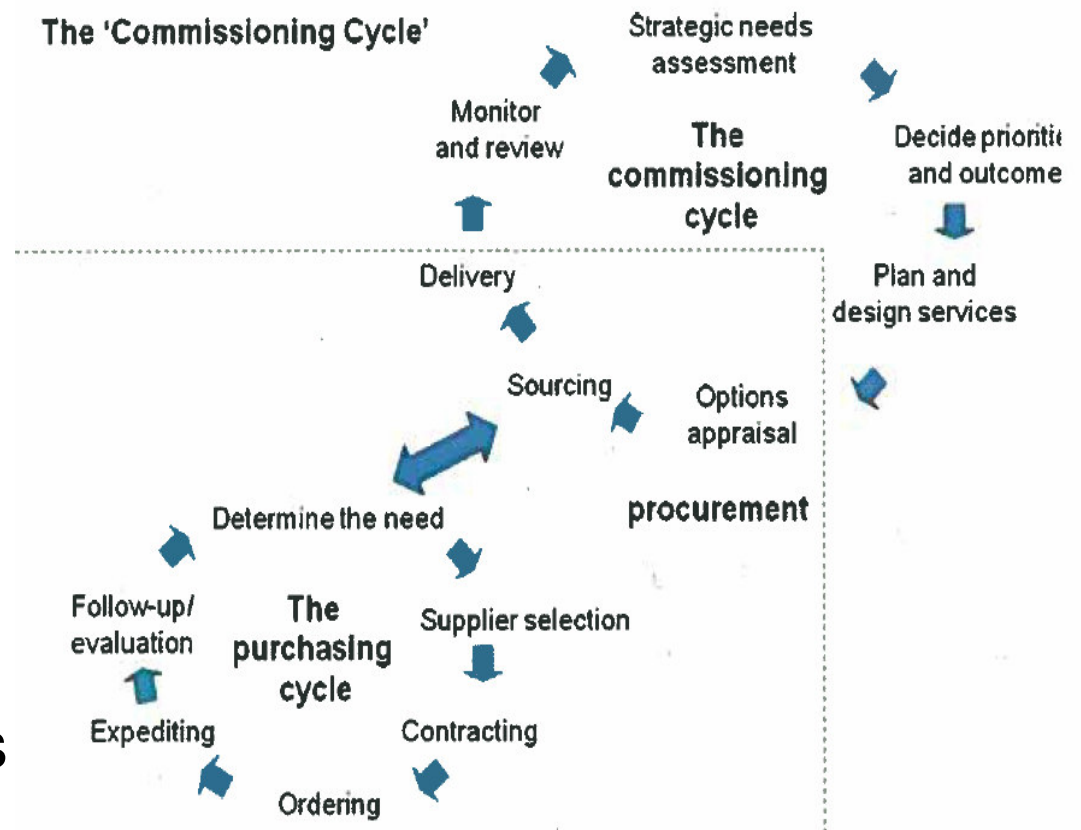 The 'Commissioning Cycle'
Strategic needs
assessment
Monitor
and review
The
commissioning
cycle
Decide prioritie
and outcome
Plan and
design services
Delivery
Sourcing
Options
appraisal
procurement
Determine the need
Follow-up/
evaluation
The
purchasing
cycle
Supplier selection
Expediting
Contracting
Ordering
s